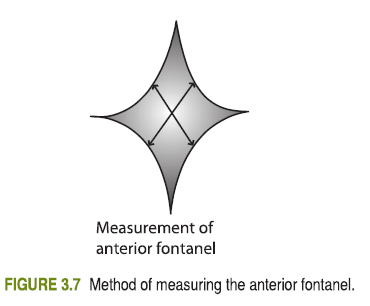 Measurement of
anterior fontanel
FIGURE 3.7 Method of measuring the anterior fontanel.